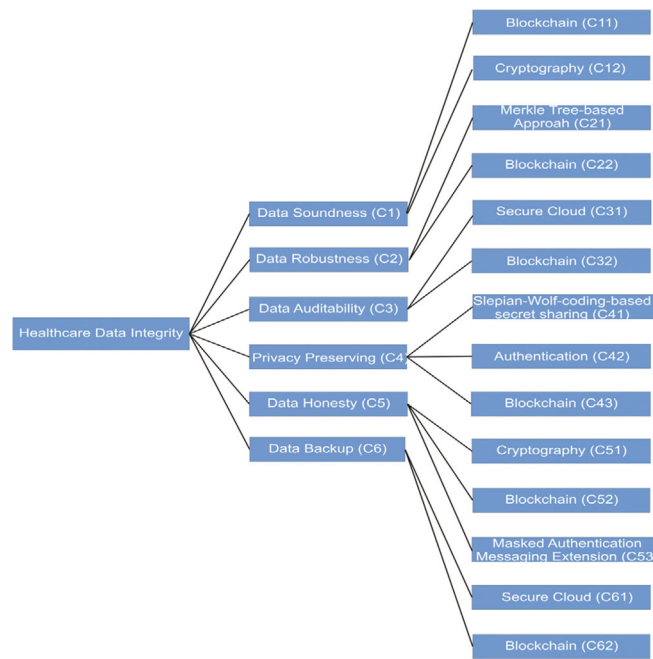 Healthcare Data Integrity
Data Soundness (C1)
Data Robustness (C2)
Data Auditability (C3)
Privacy Preserving (C4
Data Honesty (C5)
Data Backup (C6)
Blockchain (C11)
Cryptography (C12)
Merkle Tree-based
Approah (C21)
Blockchain (C22)
Secure Cloud (C31)
Blockchain (C32)
Slepian-Wolf-coding-based
secret sharing (C41)
Authentication (C42)
Blockchain (C43)
Cryptography (C51)
Blockchain (C52)
Masked Authentication
Messaging Extension (C53
Secure Cloud (C61)
Blockchain (C62)